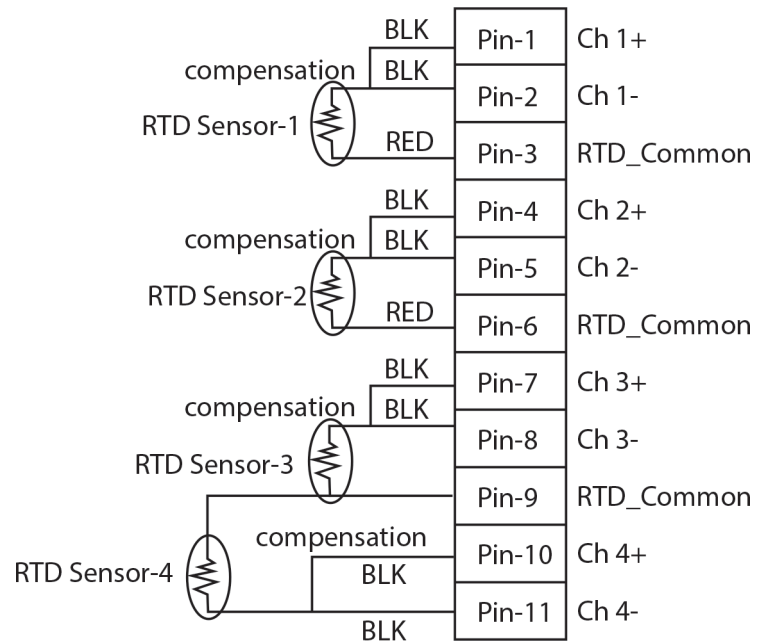 BLK Pin-1 Ch 1+
compensation BLK Pin-2 Ch 1-
RTD Sensor-1
RED Pin-3 RTD_Common
BLK Pin-4 Ch 2+
compensation BLK Pin-5 Ch 2-
RTD Sensor-2
RED Pin-6 RTD_Common
BLK Pin-7 Ch 3+
compensation BLK Pin-8 Ch 3-
RTD Sensor-3
Pin-9 RTD_Common
compensation Pin-10 Ch 4+
BLK
RTD Sensor-4
Pin-11 Ch 4-
BLK